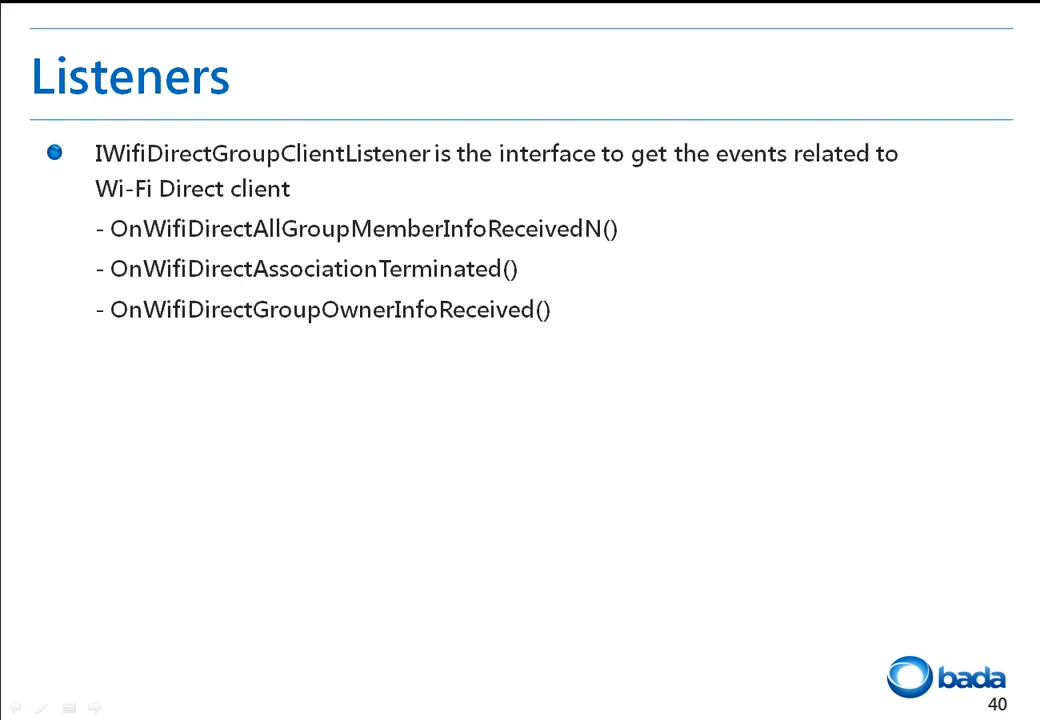 Listeners
IWifiDirectGroupClientListener is the interface to get the events related to
Wi-Fi Direct client
- OnWifiDirectAllGroupMemberInfoReceivedN()
- OnWifiDirectAssociationTerminated()
- OnWifiDirectGroupOwnerInfoReceived()
bada
40